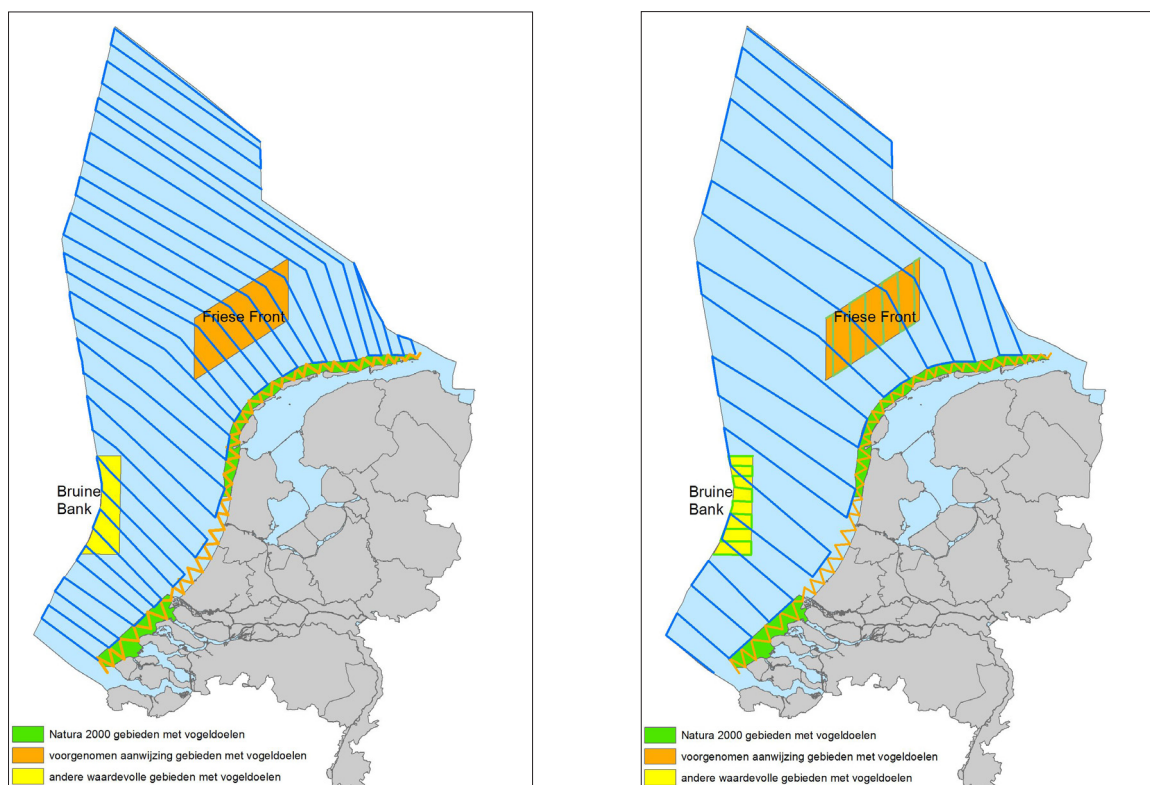 Friese Front
Bruine
Bank
Natura 2000 gebieden met vogeldoelen
voorgenomen aanwijzing gebieden met vogeldoelen
andere waardevolle gebieden met vogeldoelen
Friese Front
Bruine
Bank
Natura 2000 gebieden met vogeldoelen
voorgenomen aanwijzing gebieden met vogeldoelen
andere waardevolle gebieden met vogeldoelen